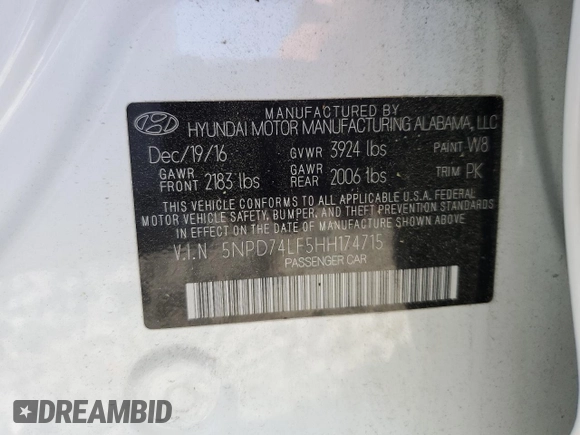 MANUFACTURED BY
HYUNDAI MOTOR MANUFACTURING ALABAMA, LLC
Dec/19/16 GVWR 3924 lbs PAINT W8
GAWR FRONT 2183 lbs GAWR REAR 2006 lbs TRIM PK
THIS VEHICLE CONFORMS TO ALL APPLICABLE U.S.A. FEDERAL
MOTOR VEHICLE SAFETY, BUMPER, AND THEFT PREVENTION STANDARDS
IN EFFECT ON THE DATE OF MANUFACTURE SHOWN ABOVE.
V.I.N 5NPD74LF5HH174715
PASSENGER CAR
DREAMBID